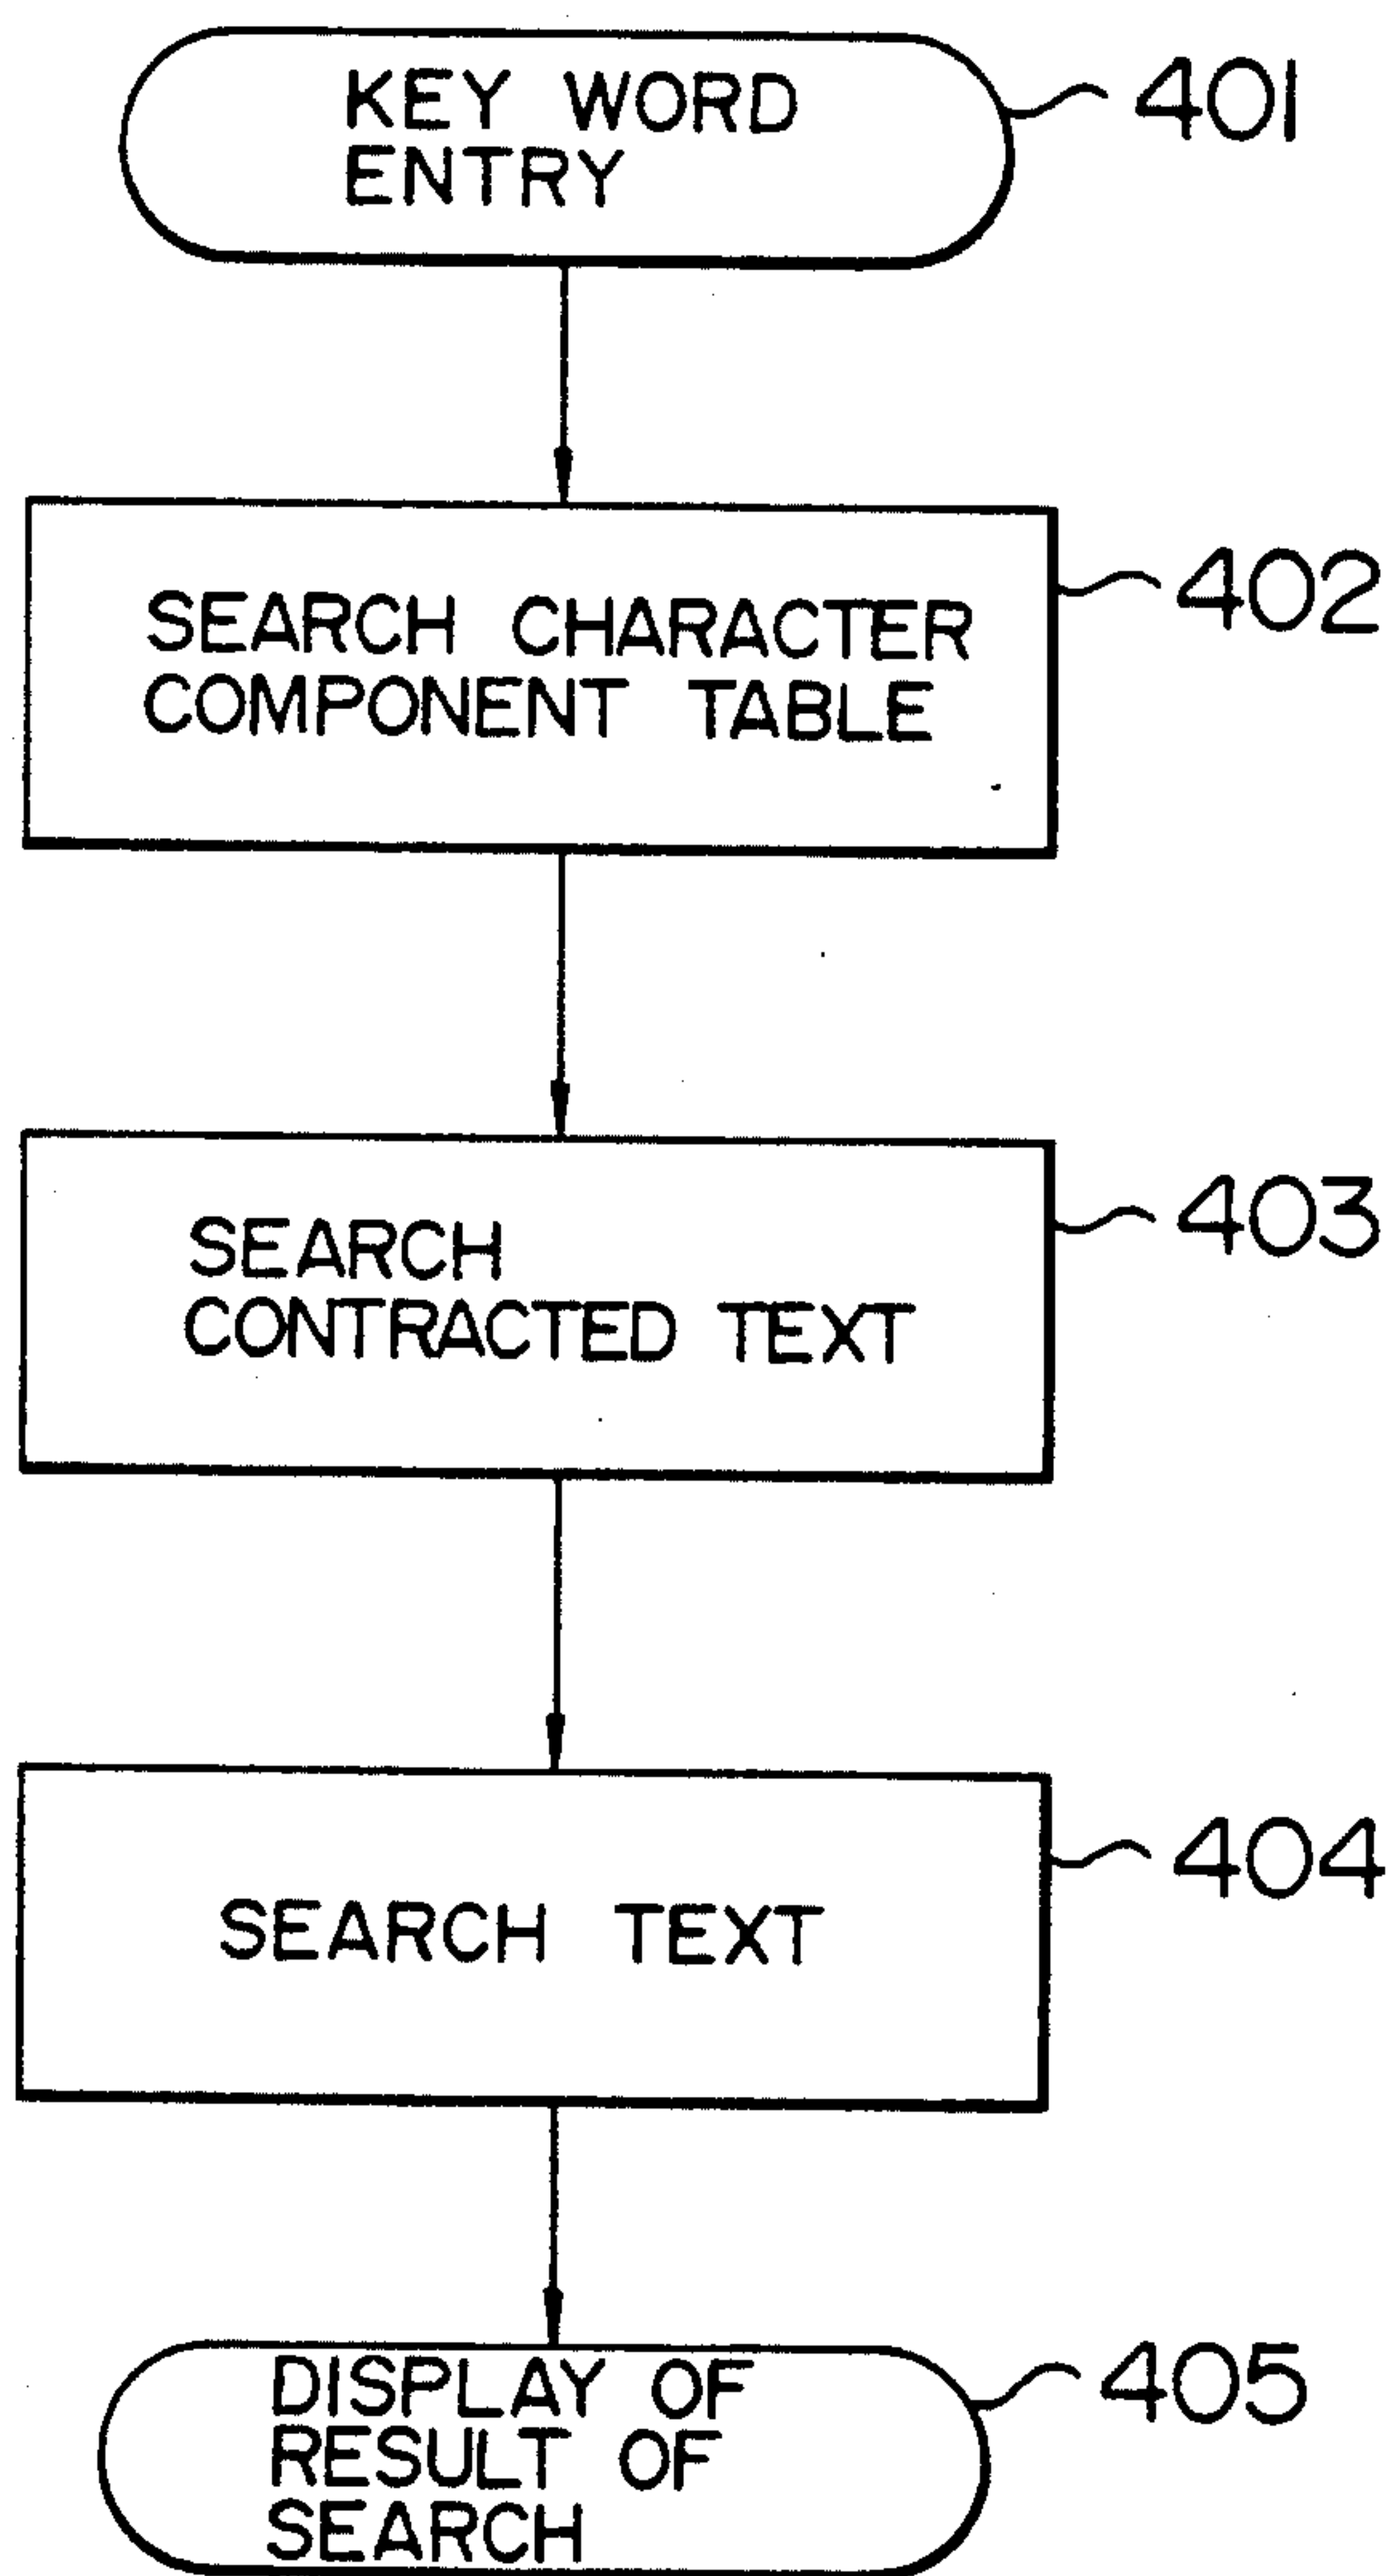 KEY WORD
ENTRY
401
SEARCH CHARACTER
COMPONENT TABLE
402
SEARCH
CONTRACTED TEXT
403
SEARCH TEXT
404
DISPLAY OF
RESULT OF
SEARCH
405